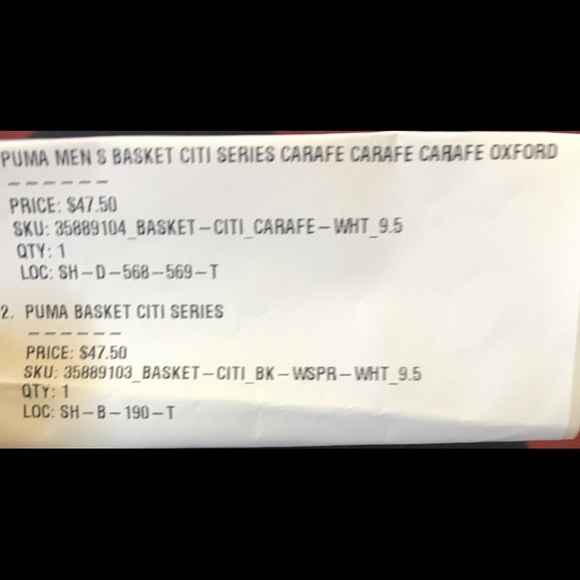 PUMA MEN S BASKET CITI SERIES CARAFE CARAFE CARAFE OXFORD
------
PRICE: $47.50
SKU: 35889104_BASKET-CITI_CARAFE-WHT_9.5
QTY: 1
LOC: SH-D-568-569-T
2. PUMA BASKET CITI SERIES
------
PRICE: $47.50
SKU: 35889103_BASKET-CITI_BK-WSPR-WHT_9.5
QTY: 1
LOC: SH-B-190-T